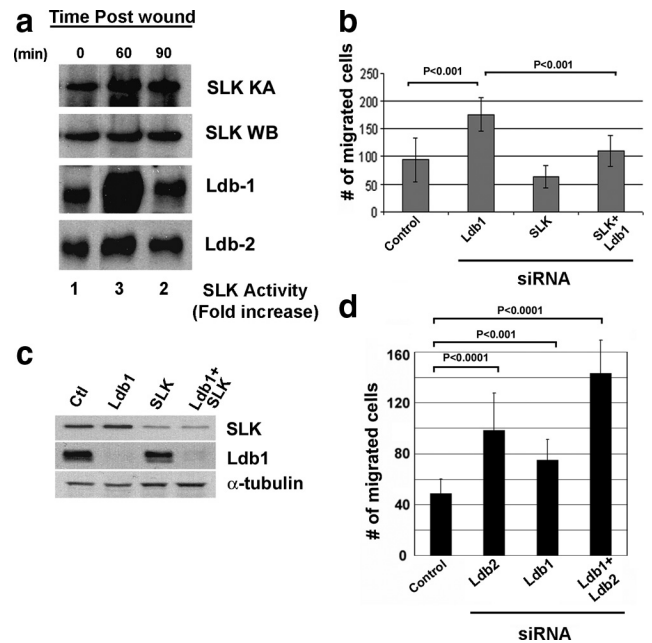 a
Time Post wound
(min) 0 60 90
SLK KA
SLK WB
Ldb-1
Ldb-2
1 3 2 SLK Activity
(Fold increase)
b
P<0.001 P<0.001
# of migrated cells
250
200
150
100
50
0
Control Ldb1 SLK SLK+
Ldb1
siRNA
c
Ctl Ldb1 SLK Ldb1+
SLK
SLK
Ldb1
α-tubulin
d
P<0.0001
P<0.001
P<0.0001
# of migrated cells
160
120
80
40
0
Control Ldb2 Ldb1 Ldb1+
Ldb2
siRNA